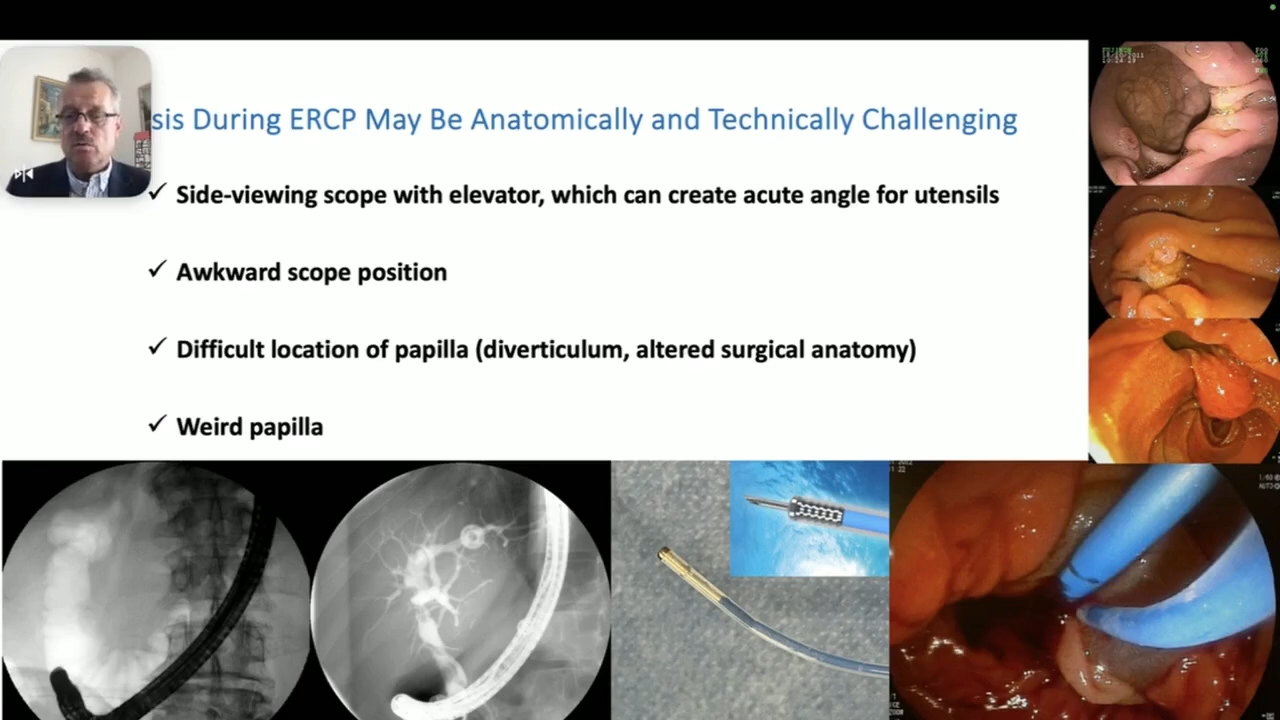 sis During ERCP May Be Anatomically and Technically Challenging
✓ Side-viewing scope with elevator, which can create acute angle for utensils
✓ Awkward scope position
✓ Difficult location of papilla (diverticulum, altered surgical anatomy)
✓ Weird papilla